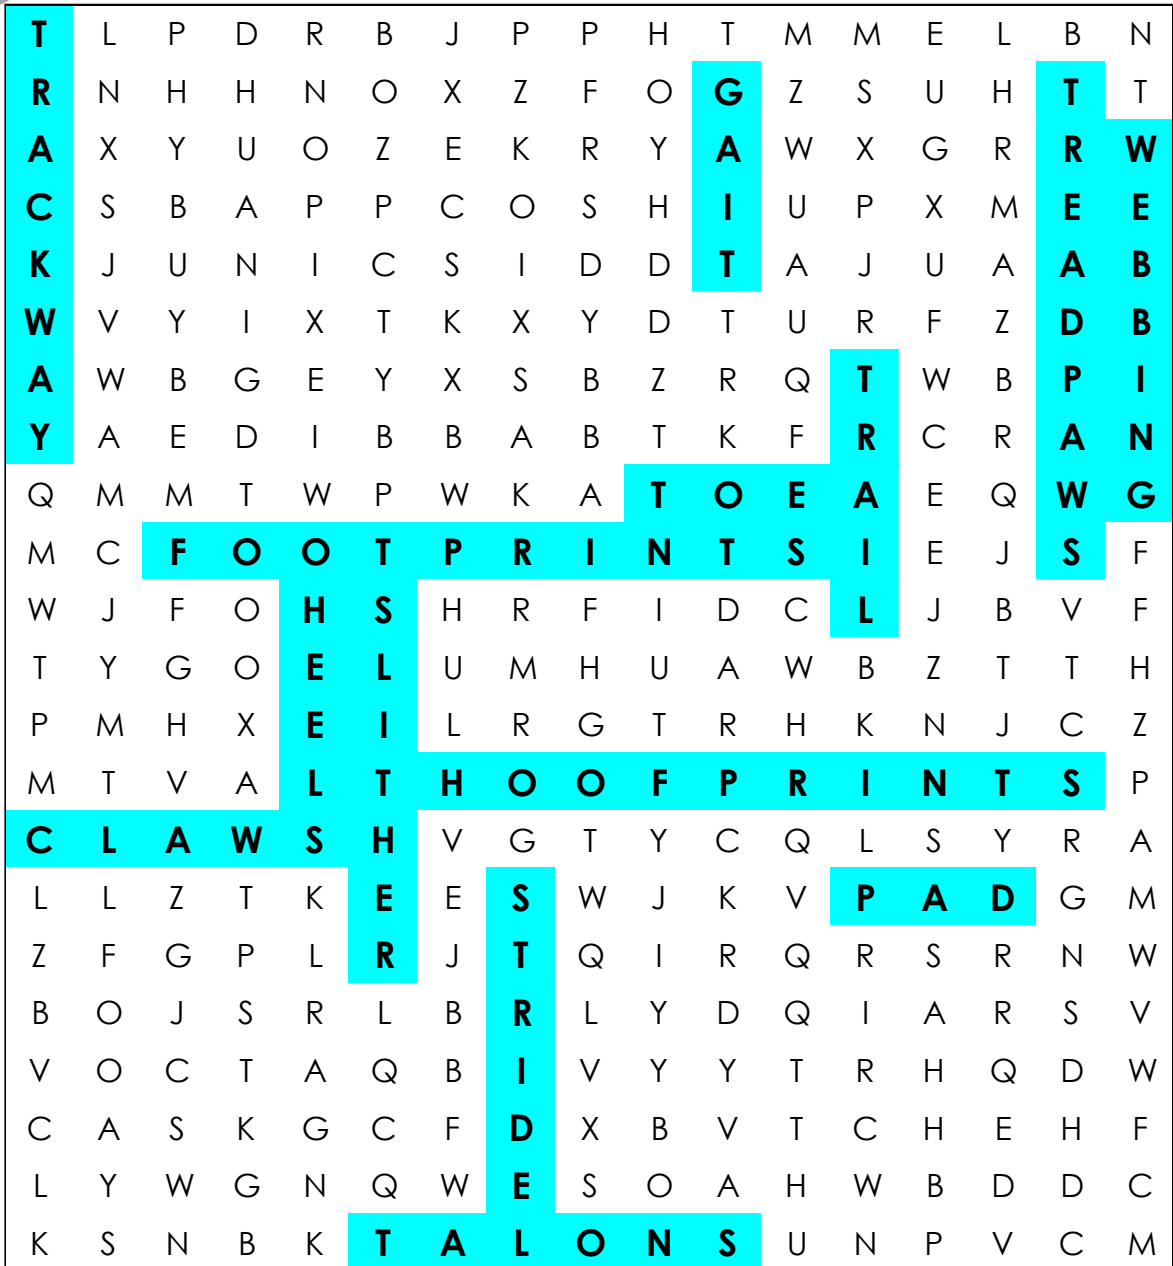 T L P D R B J P P H T M M E L B N
R N H H N O X Z F O G Z S U H T T
A X Y U O Z E K R Y A W X G R R W
C S B A P P C O S H I U P X M E E
K J U N I C S I D D T A J U A A B
W V Y I X T K X Y D T U R F Z D B
A W B G E Y X S B Z R Q T W B P I
Y A E D I B B A B T K F R C R A N
Q M M T W P W K A T O E A E Q W G
M C F O O T P R I N T S I E J S F
W J F O H S H R F I D C L J B V F
T Y G O E L U M H U A W B Z T T H
P M H X E I L R G T R H K N J C Z
M T V A L T H O O F P R I N T S P
C L A W S H V G T Y C Q L S Y R A
L L Z T K E E S W J K V P A D G M
Z F G P L R J T Q I R Q R S R N W
B O J S R L B R L Y D Q I A R S V
V O C T A Q B I V Y Y T R H Q D W
C A S K G C F D X B V T C H E H F
L Y W G N Q W E S O A H W B D D C
K S N B K T A L O N S U N P V C M